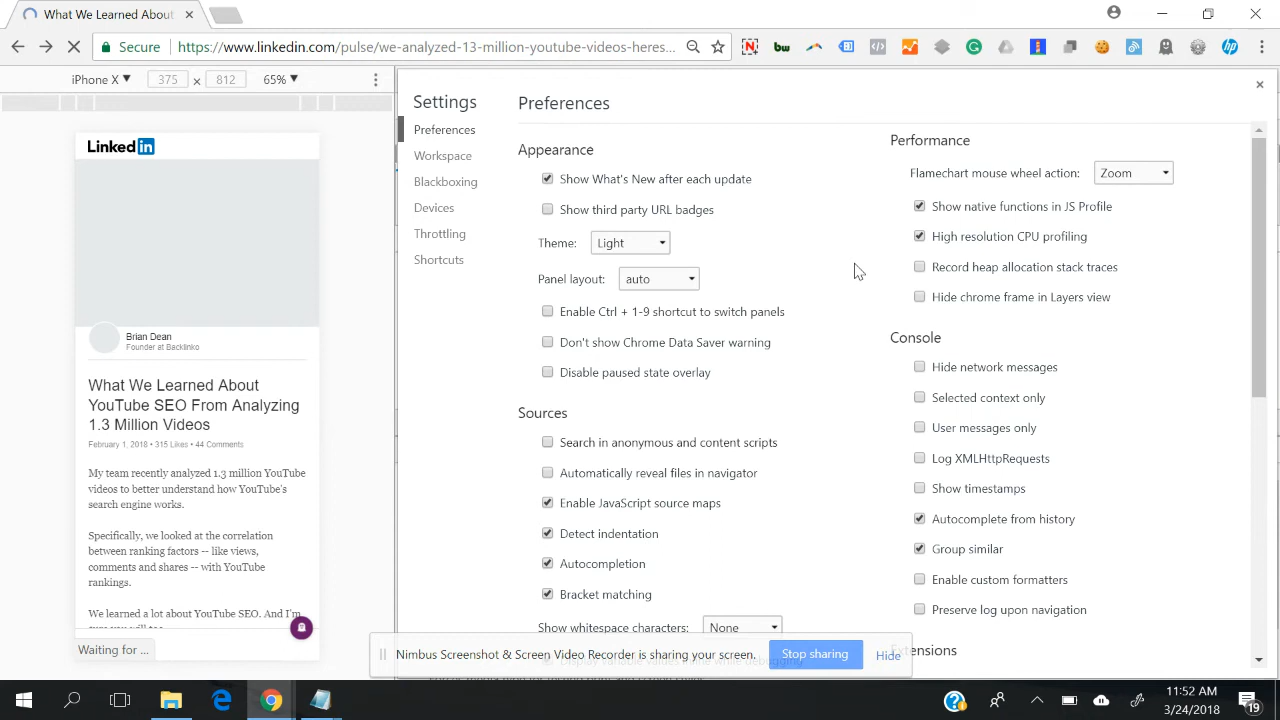 What We Learned About
Secure
https://www.linkedin.com/pulse/we-analyzed-13-million-youtube-videos-heres...
iPhone X
375
x
812
65%
Linked in
Brian Dean
Founder at Backlinko
What We Learned About
YouTube SEO From Analyzing
1.3 Million Videos
February 1, 2018 • 315 Likes • 44 Comments
My team recently analyzed 1.3 million YouTube
videos to better understand how YouTube's
search engine works.
Specifically, we looked at the correlation
between ranking factors -- like views,
comments and shares -- with YouTube
rankings.
We learned a lot about YouTube SEO. And I'm
Waiting for ...
Settings
Preferences
Workspace
Blackboxing
Devices
Throttling
Shortcuts
Preferences
Appearance
Show What's New after each update
Show third party URL badges
Theme: Light
Panel layout: auto
Enable Ctrl + 1-9 shortcut to switch panels
Don't show Chrome Data Saver warning
Disable paused state overlay
Sources
Search in anonymous and content scripts
Automatically reveal files in navigator
Enable JavaScript source maps
Detect indentation
Autocompletion
Bracket matching
Show whitespace characters: None
Performance
Flamechart mouse wheel action: Zoom
Show native functions in JS Profile
High resolution CPU profiling
Record heap allocation stack traces
Hide chrome frame in Layers view
Console
Hide network messages
Selected context only
User messages only
Log XMLHttpRequests
Show timestamps
Autocomplete from history
Group similar
Enable custom formatters
Preserve log upon navigation
Extensions
Nimbus Screenshot & Screen Video Recorder is sharing your screen.
Stop sharing
Hide
bw
hp
11:52 AM
3/24/2018
19